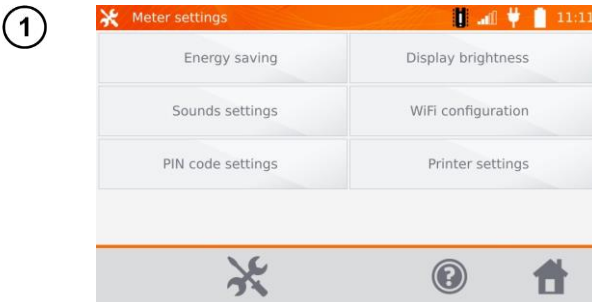 1
Meter settings 11:11
Energy saving Display brightness
Sounds settings WiFi configuration
PIN code settings Printer settings
?